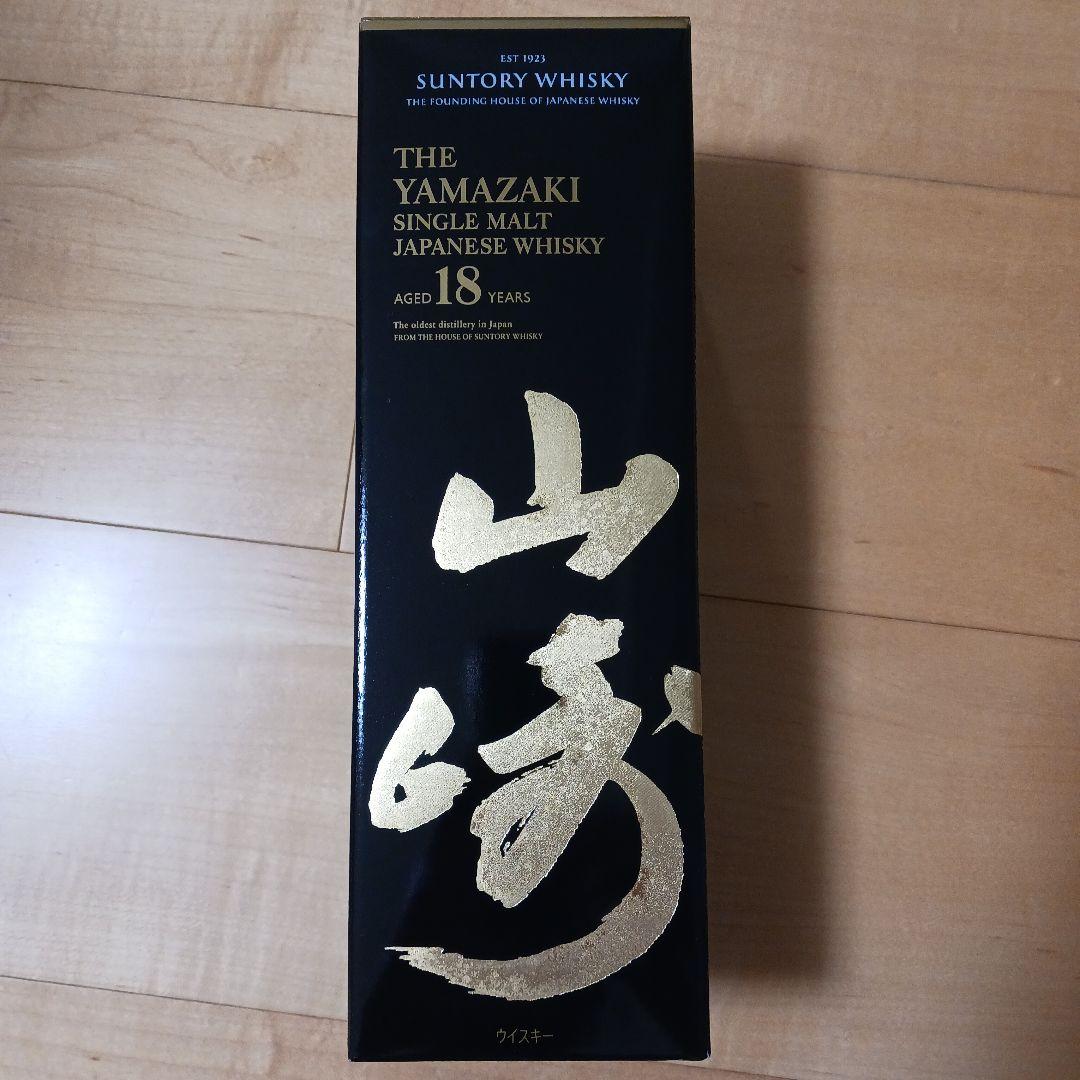 EST 1923
SUNTORY WHISKY
THE FOUNDING HOUSE OF JAPANESE WHISKY
THE
YAMAZAKI
SINGLE MALT
JAPANESE WHISKY
AGED 18 YEARS
The oldest distillery in Japan
FROM THE HOUSE OF SUNTORY WHISKY
山
崎
ウイスキー